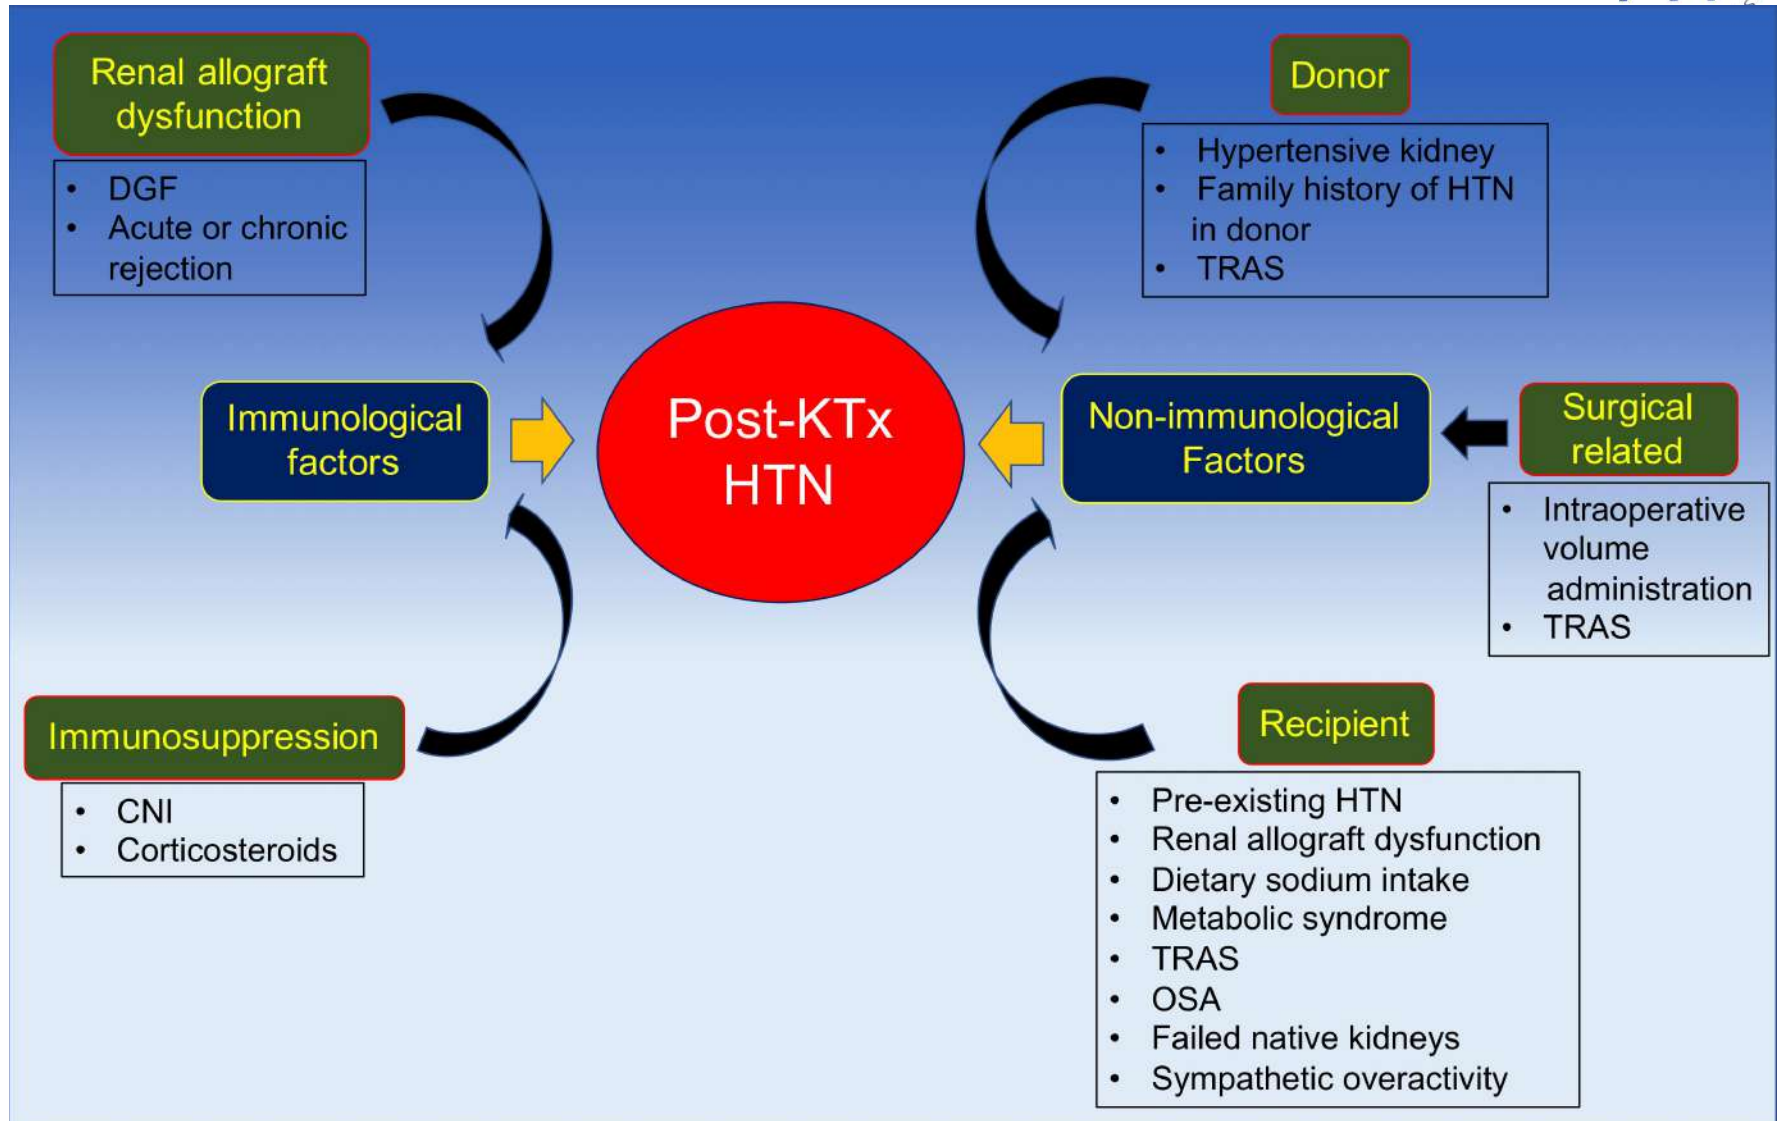 Renal allograft
dysfunction
• DGF
• Acute or chronic
rejection
Immunological
factors
Immunosuppression
• CNI
• Corticosteroids
Post-KTx
HTN
Donor
• Hypertensive kidney
• Family history of HTN
in donor
• TRAS
Non-immunological
Factors
Surgical
related
• Intraoperative
volume
administration
• TRAS
Recipient
• Pre-existing HTN
• Renal allograft dysfunction
• Dietary sodium intake
• Metabolic syndrome
• TRAS
• OSA
• Failed native kidneys
• Sympathetic overactivity